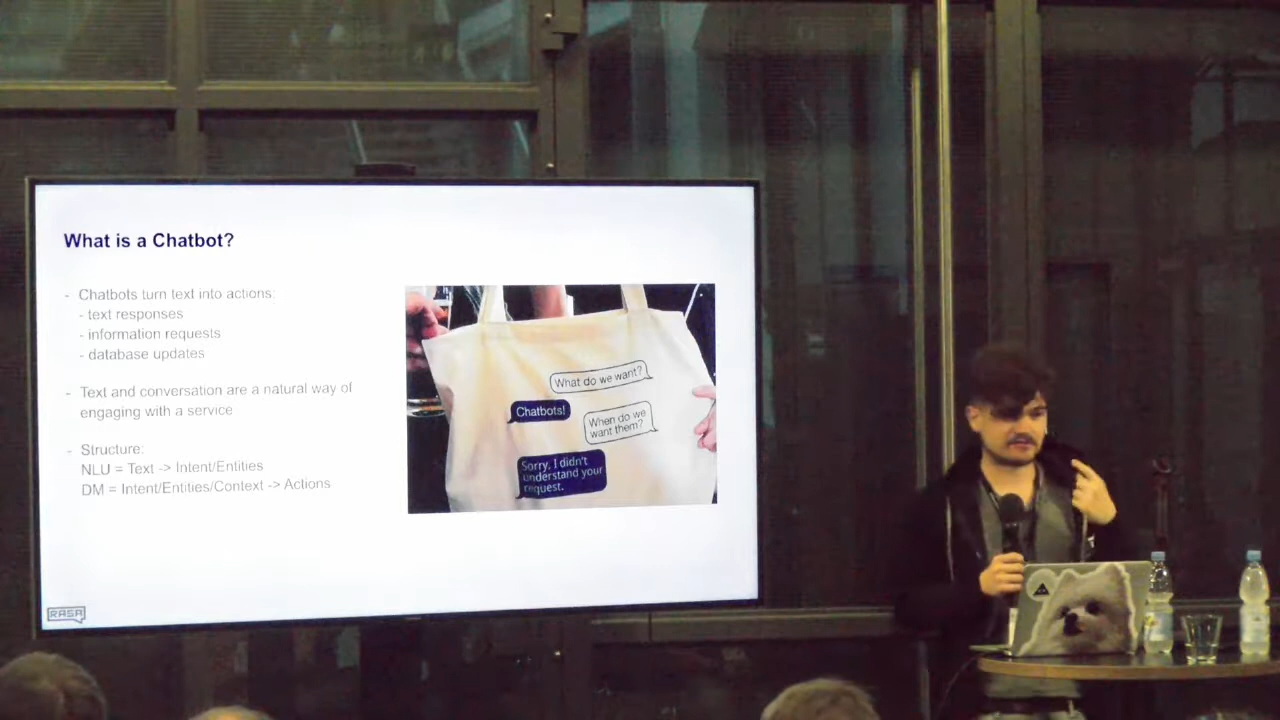 What is a Chatbot?
- Chatbots turn text into actions:
- text responses
- information requests
- database updates
- Text and conversation are a natural way of
engaging with a service
- Structure:
NLU = Text -> Intent/Entities
DM = Intent/Entities/Context -> Actions
What do we want?
Chatbots!
When do we
want them?
Sorry, I didn't
understand your
request.
RASA